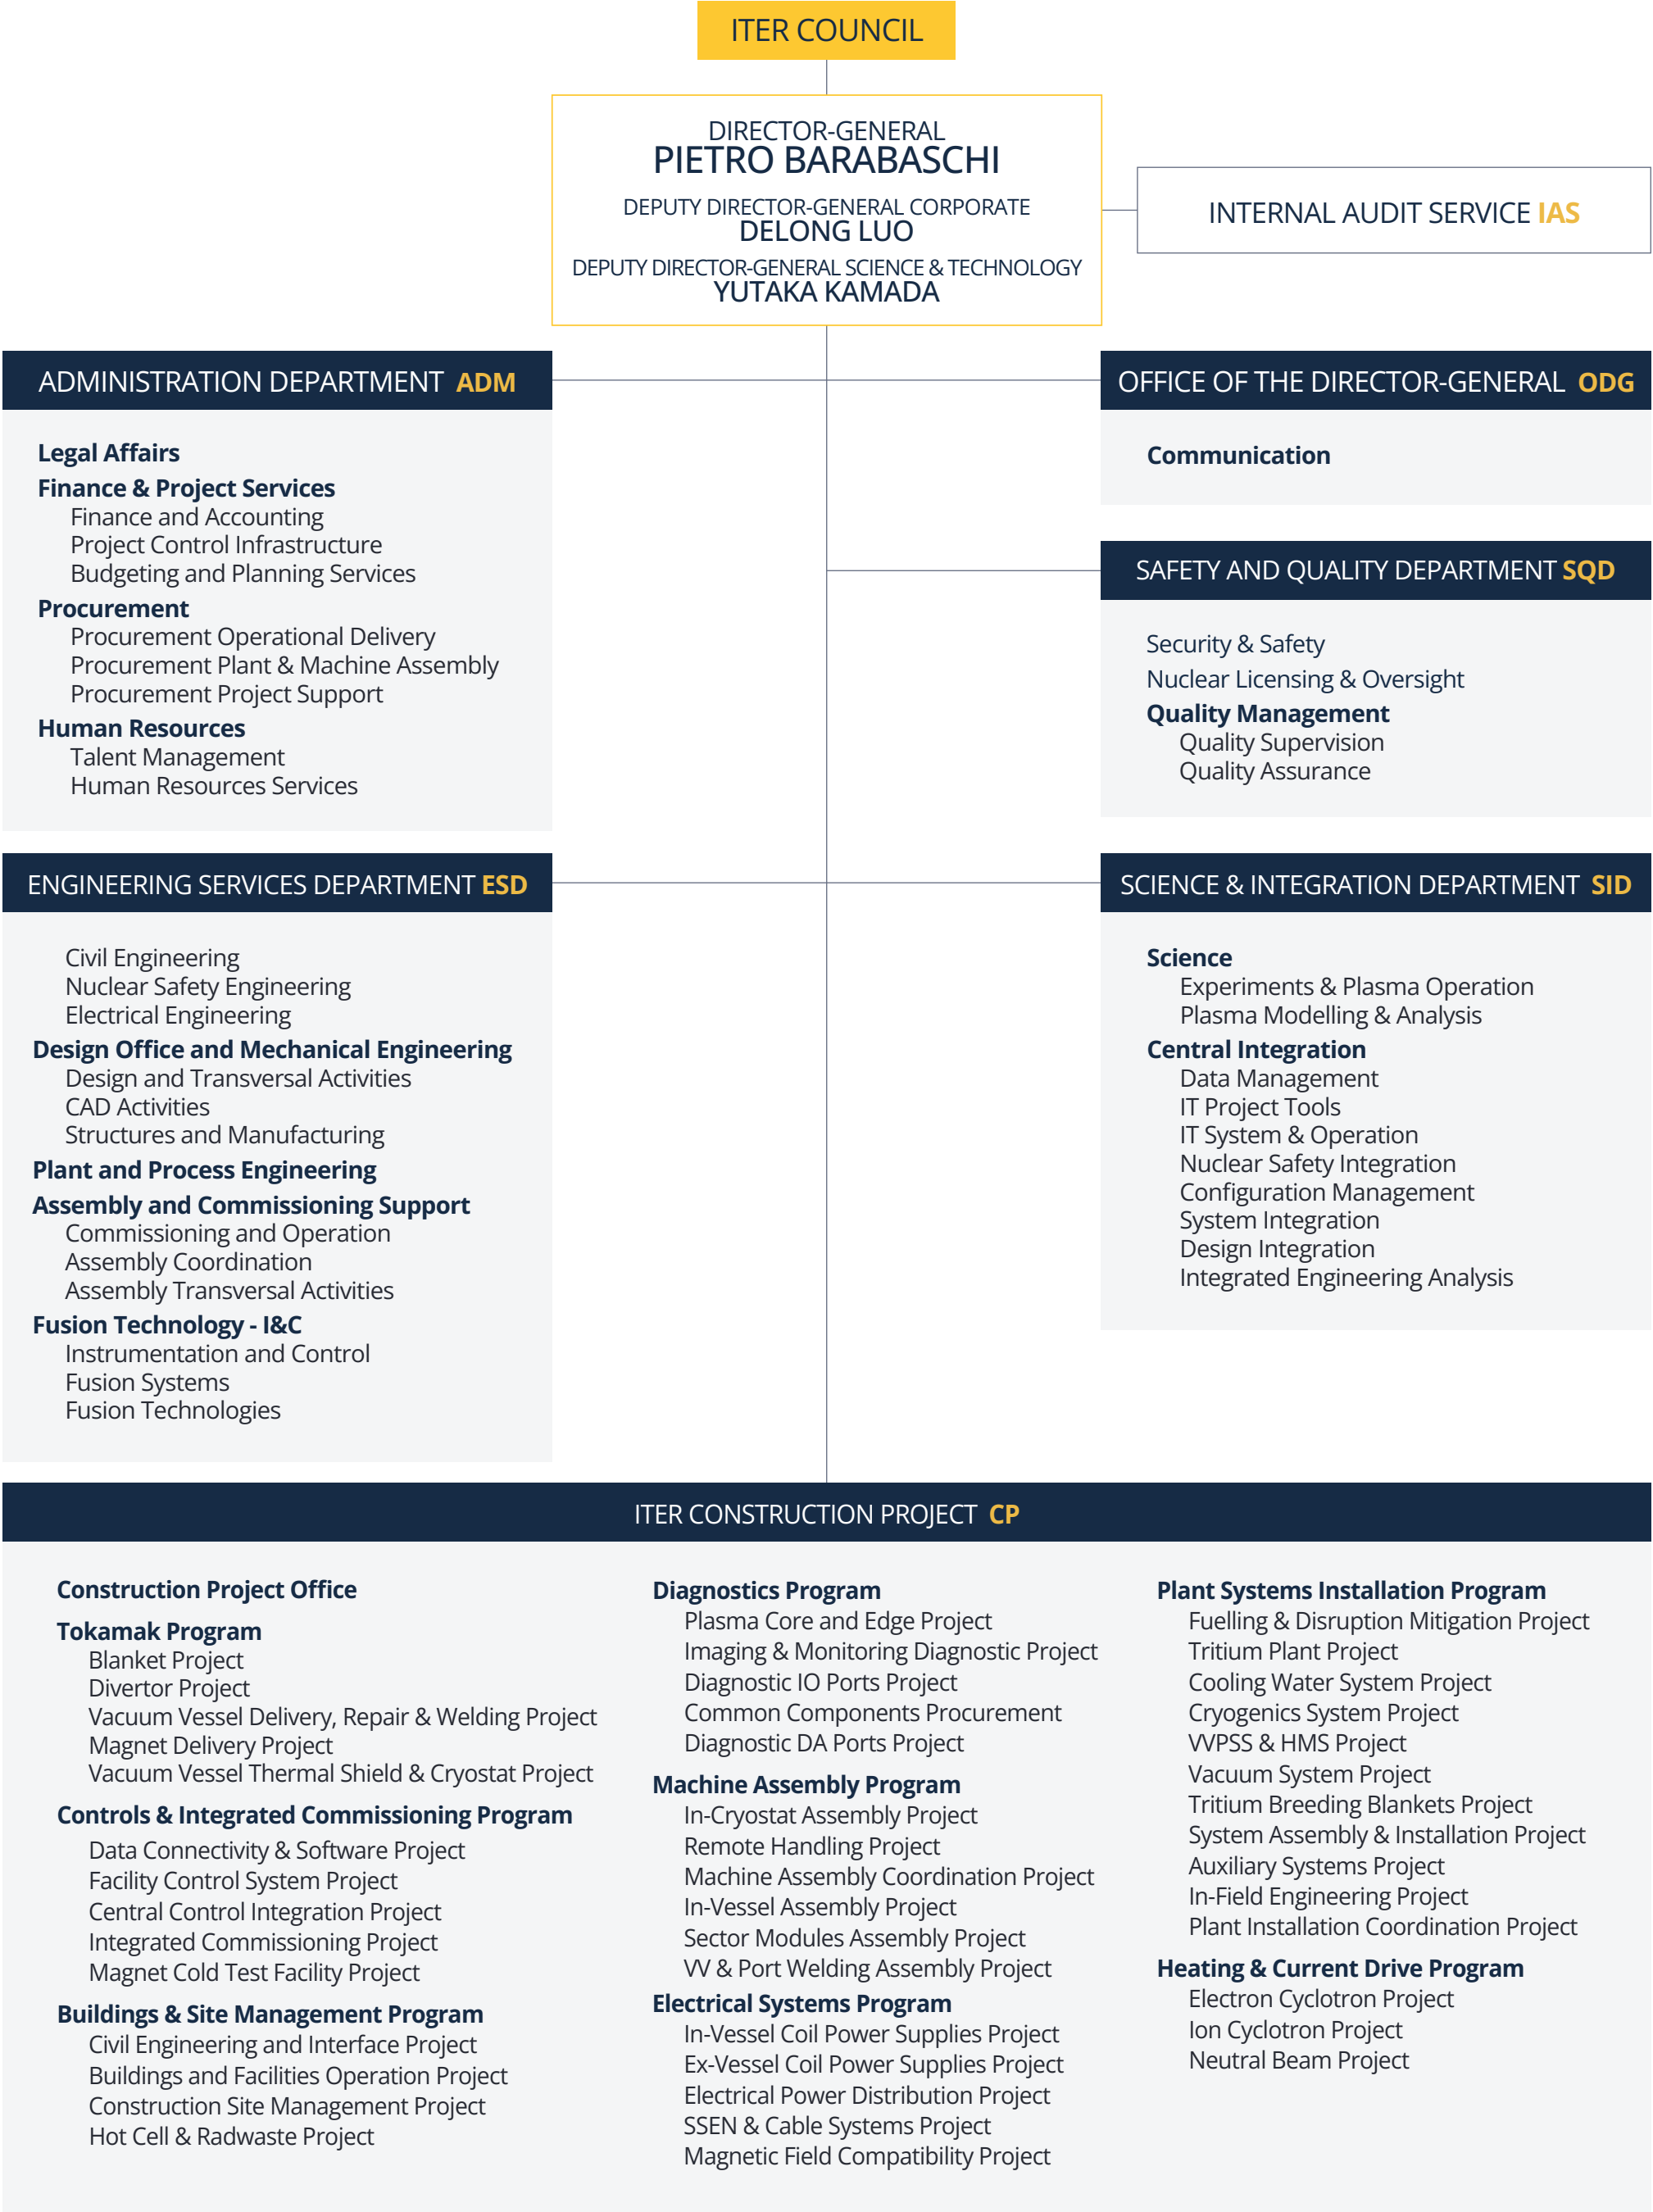 ITER COUNCIL
DIRECTOR-GENERAL
PIETRO BARABASCHI
DEPUTY DIRECTOR-GENERAL CORPORATE
DELONG LUO
DEPUTY DIRECTOR-GENERAL SCIENCE & TECHNOLOGY
YUTAKA KAMADA
INTERNAL AUDIT SERVICE IAS
ADMINISTRATION DEPARTMENT ADM
Legal Affairs
Finance & Project Services
Finance and Accounting
Project Control Infrastructure
Budgeting and Planning Services
Procurement
Procurement Operational Delivery
Procurement Plant & Machine Assembly
Procurement Project Support
Human Resources
Talent Management
Human Resources Services
OFFICE OF THE DIRECTOR-GENERAL ODG
Communication
SAFETY AND QUALITY DEPARTMENT SQD
Security & Safety
Nuclear Licensing & Oversight
Quality Management
Quality Supervision
Quality Assurance
ENGINEERING SERVICES DEPARTMENT ESD
Civil Engineering
Nuclear Safety Engineering
Electrical Engineering
Design Office and Mechanical Engineering
Design and Transversal Activities
CAD Activities
Structures and Manufacturing
Plant and Process Engineering
Assembly and Commissioning Support
Commissioning and Operation
Assembly Coordination
Assembly Transversal Activities
Fusion Technology - I&C
Instrumentation and Control
Fusion Systems
Fusion Technologies
SCIENCE & INTEGRATION DEPARTMENT SID
Science
Experiments & Plasma Operation
Plasma Modelling & Analysis
Central Integration
Data Management
IT Project Tools
IT System & Operation
Nuclear Safety Integration
Configuration Management
System Integration
Design Integration
Integrated Engineering Analysis
ITER CONSTRUCTION PROJECT CP
Construction Project Office
Tokamak Program
Blanket Project
Divertor Project
Vacuum Vessel Delivery, Repair & Welding Project
Magnet Delivery Project
Vacuum Vessel Thermal Shield & Cryostat Project
Controls & Integrated Commissioning Program
Data Connectivity & Software Project
Facility Control System Project
Central Control Integration Project
Integrated Commissioning Project
Magnet Cold Test Facility Project
Buildings & Site Management Program
Civil Engineering and Interface Project
Buildings and Facilities Operation Project
Construction Site Management Project
Hot Cell & Radwaste Project
Diagnostics Program
Plasma Core and Edge Project
Imaging & Monitoring Diagnostic Project
Diagnostic IO Ports Project
Common Components Procurement
Diagnostic DA Ports Project
Machine Assembly Program
In-Cryostat Assembly Project
Remote Handling Project
Machine Assembly Coordination Project
In-Vessel Assembly Project
Sector Modules Assembly Project
VV & Port Welding Assembly Project
Electrical Systems Program
In-Vessel Coil Power Supplies Project
Ex-Vessel Coil Power Supplies Project
Electrical Power Distribution Project
SSEN & Cable Systems Project
Magnetic Field Compatibility Project
Plant Systems Installation Program
Fuelling & Disruption Mitigation Project
Tritium Plant Project
Cooling Water System Project
Cryogenics System Project
VVPSS & HMS Project
Vacuum System Project
Tritium Breeding Blankets Project
System Assembly & Installation Project
Auxiliary Systems Project
In-Field Engineering Project
Plant Installation Coordination Project
Heating & Current Drive Program
Electron Cyclotron Project
Ion Cyclotron Project
Neutral Beam Project